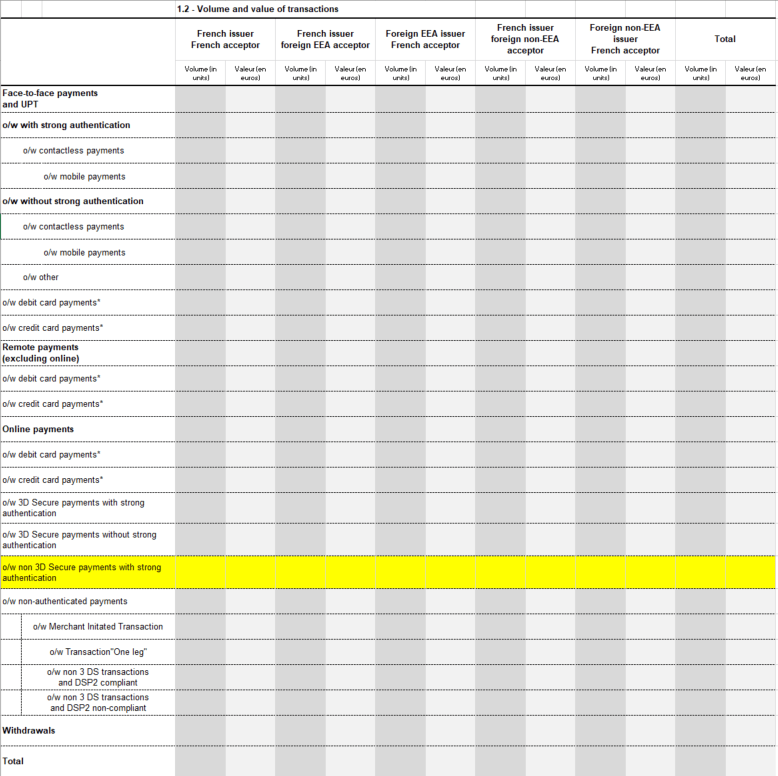 1.2 - Volume and value of transactions
French issuer
French acceptor
French issuer
foreign EEA acceptor
Foreign EEA issuer
French acceptor
French issuer
foreign non-EEA
acceptor
Foreign non-EEA
issuer
French acceptor
Total
Volume (in
units)
Valeur (en
euros)
Volume (in
units)
Valeur (en
euros)
Volume (in
units)
Valeur (en
euros)
Volume (in
units)
Valeur (en
euros)
Volume (in
units)
Valeur (en
euros)
Volume (in
units)
Valeur (en
euros)
Face-to-face payments
and UPT
o/w with strong authentication
o/w contactless payments
o/w mobile payments
o/w without strong authentication
o/w contactless payments
o/w mobile payments
o/w other
o/w debit card payments*
o/w credit card payments*
Remote payments
(excluding online)
o/w debit card payments*
o/w credit card payments*
Online payments
o/w debit card payments*
o/w credit card payments*
o/w 3D Secure payments with strong
authentication
o/w 3D Secure payments without strong
authentication
o/w non 3D Secure payments with strong
authentication
o/w non-authenticated payments
o/w Merchant Initated Transaction
o/w Transaction"One leg"
o/w non 3 DS transactions
and DSP2 compliant
o/w non 3 DS transactions
and DSP2 non-compliant
Withdrawals
Total